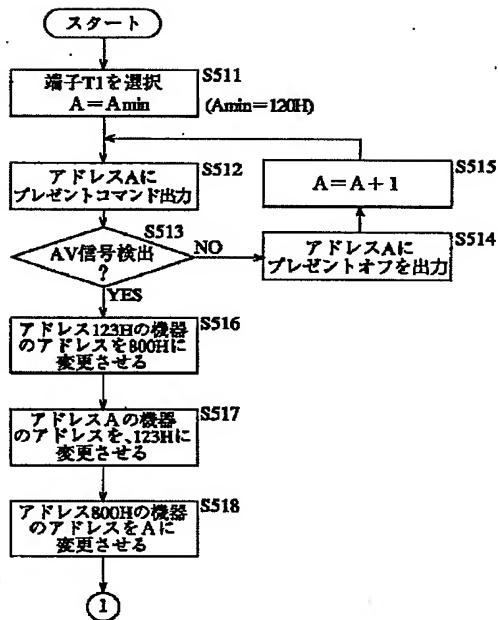 スタート
端子T1を選択
A=Amin
S511
(Amin=120H)
アドレスAに
プレゼントコマンド出力
S512
A=A+1
S515
AV信号検出
?
S513
NO
YES
アドレスAに
プレゼントオフを出力
S514
アドレス123Hの機器
のアドレスを800Hに
変更させる
S516
アドレスAの機器
のアドレスを、123Hに
変更させる
S517
アドレス800Hの機器
のアドレスをAに
変更させる
S518
1